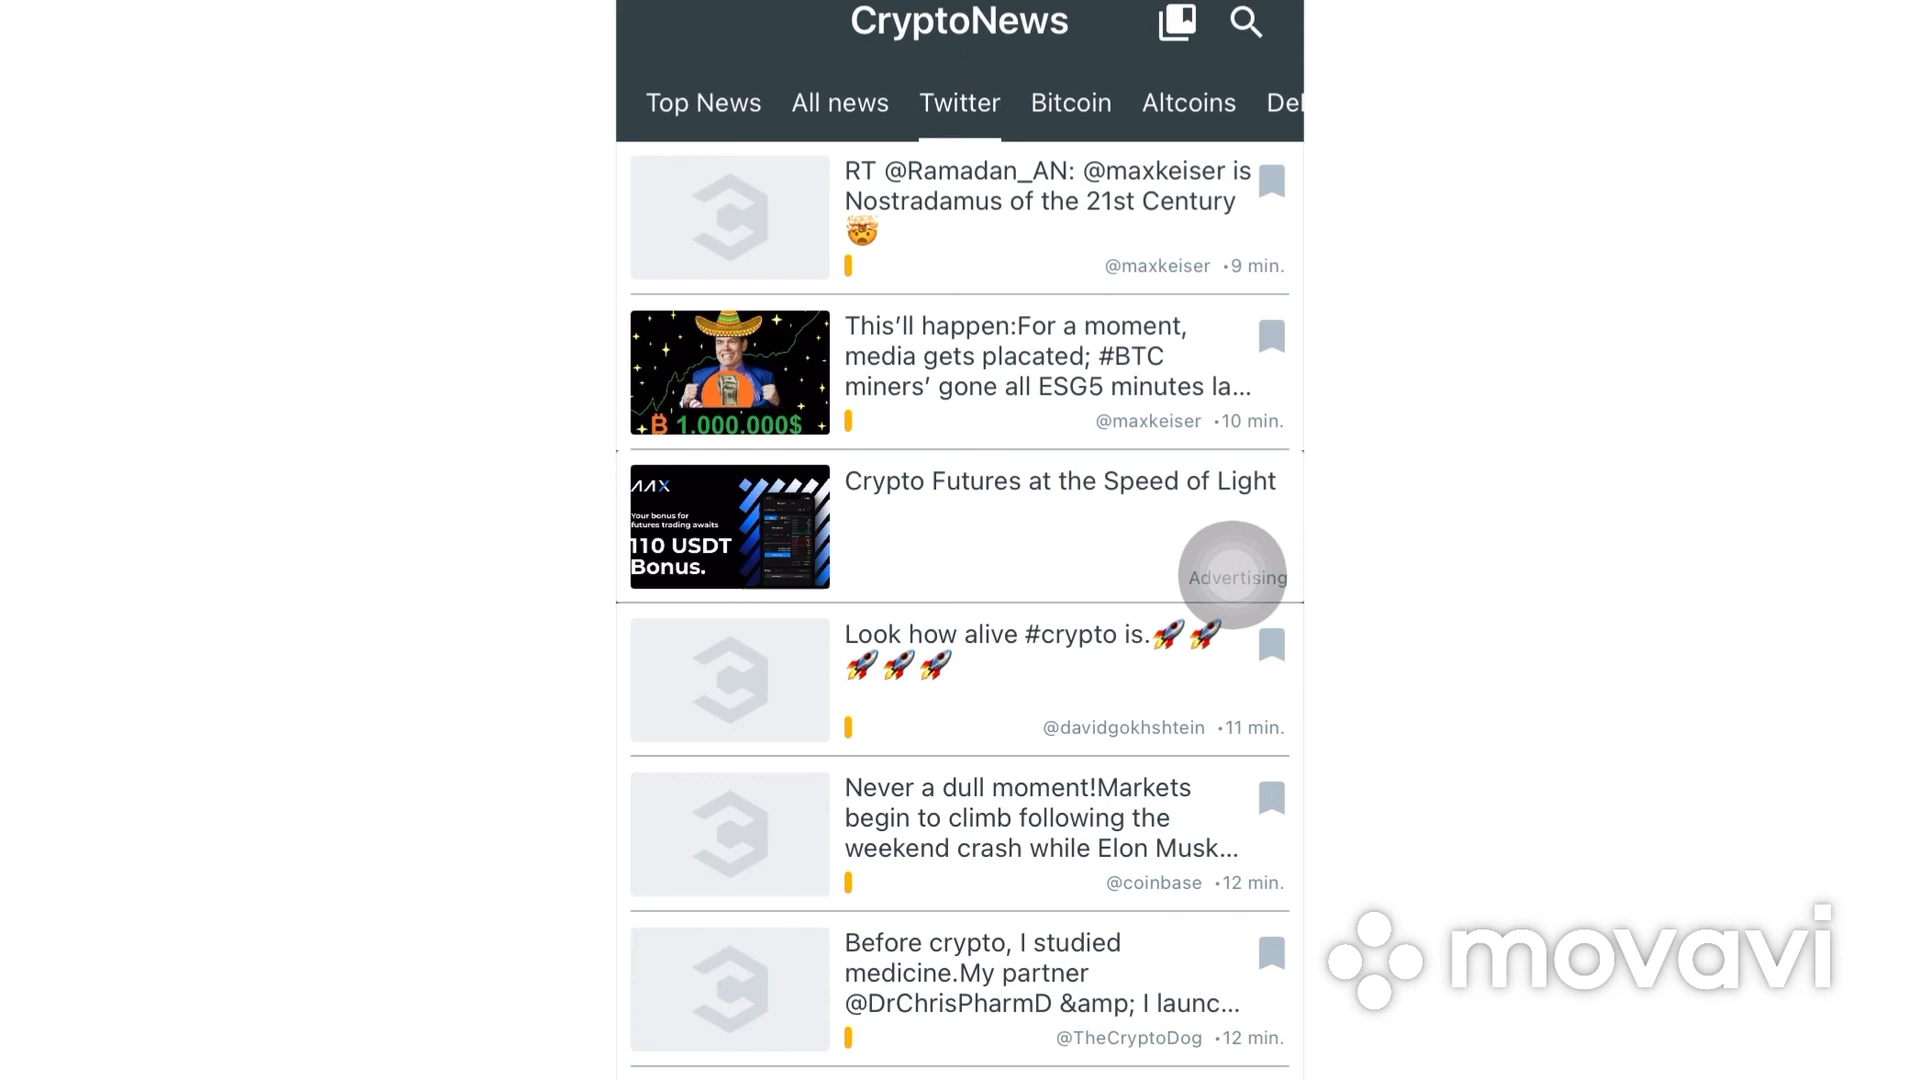 CryptoNews
Top News All news Twitter Bitcoin Altcoins De
RT @Ramadan_AN: @maxkeiser is
Nostradamus of the 21st Century
🤯
@maxkeiser •9 min.
This’ll happen:For a moment,
media gets placated; #BTC
miners’ gone all ESG5 minutes la...
@maxkeiser •10 min.
₿ 1.000.000$
Crypto Futures at the Speed of Light
AAX
Your bonus for
futures trading awaits
110 USDT
Bonus.
Advertising
Look how alive #crypto is.🚀🚀
🚀🚀🚀
@davidgokhshtein •11 min.
Never a dull moment!Markets
begin to climb following the
weekend crash while Elon Musk...
@coinbase •12 min.
Before crypto, I studied
medicine.My partner
@DrChrisPharmD &amp; I launc...
@TheCryptoDog •12 min.
movavi